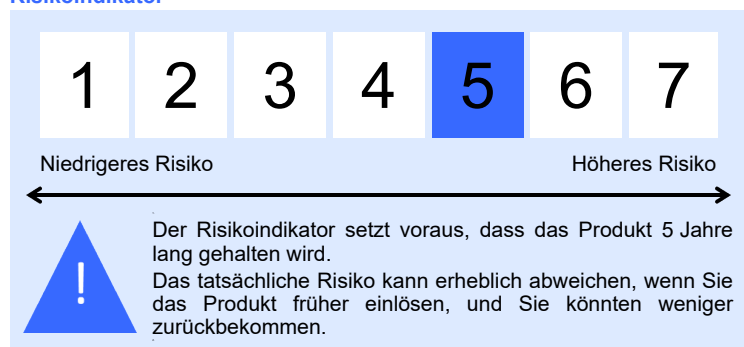 Risikoindikator
1 2 3 4 5 6 7
Niedrigeres Risiko Höheres Risiko
!
Der Risikoindikator setzt voraus, dass das Produkt 5 Jahre
lang gehalten wird.
Das tatsächliche Risiko kann erheblich abweichen, wenn Sie
das Produkt früher einlösen, und Sie könnten weniger
zurückbekommen.